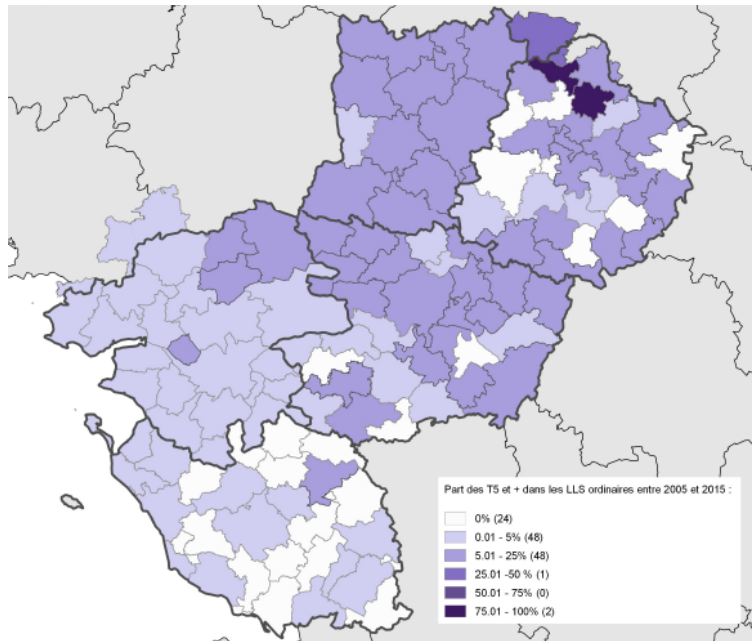 Part des T5 et + dans les LLS ordinaires entre 2005 et 2015 :
0% (24)
0.01 - 5% (48)
5.01 - 25% (48)
25.01 -50 % (1)
50.01 - 75% (0)
75.01 - 100% (2)